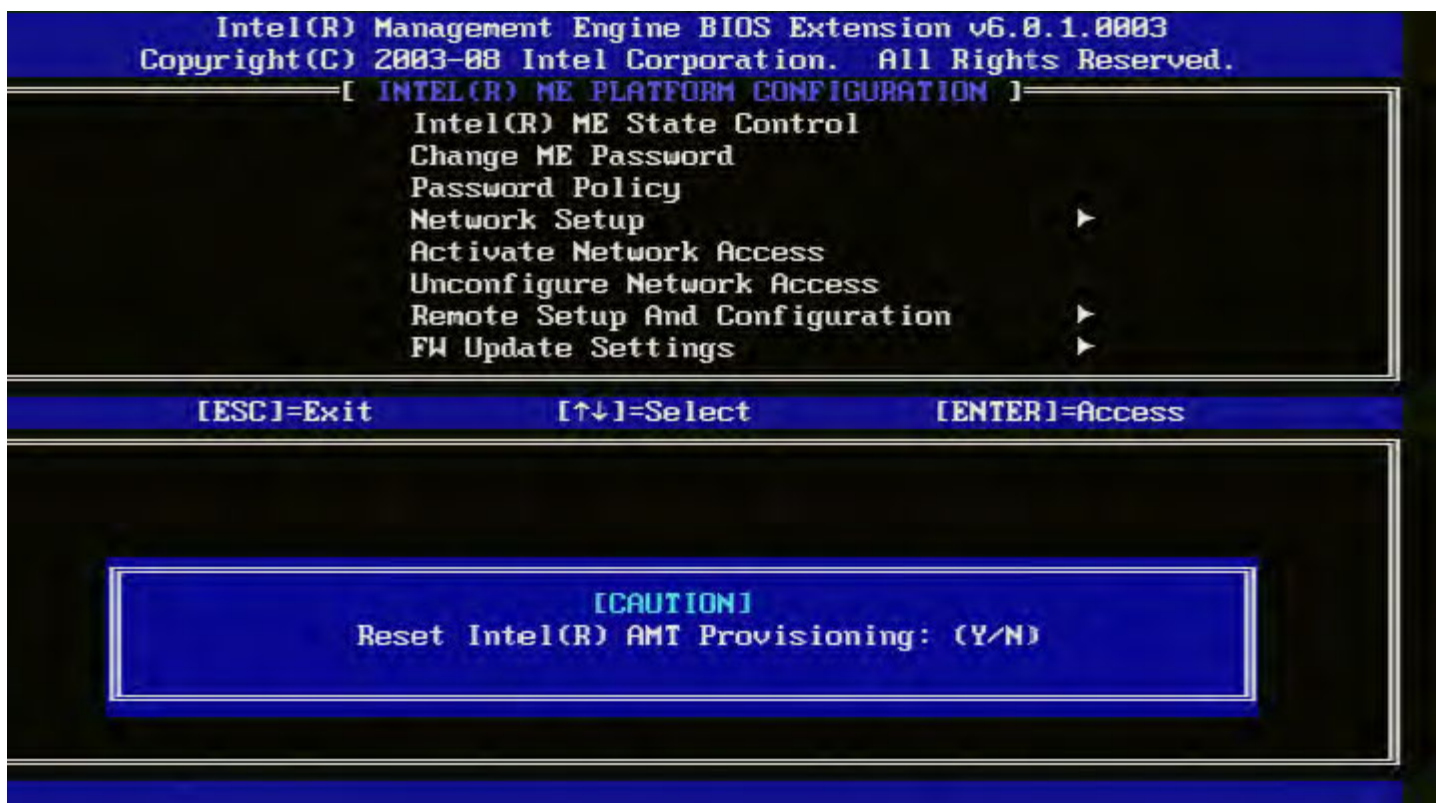 Intel(R) Management Engine BIOS Extension v6.0.1.0003
Copyright(C) 2003-08 Intel Corporation. All Rights Reserved.
[ INTEL(R) ME PLATFORM CONFIGURATION ]
Intel(R) ME State Control
Change ME Password
Password Policy
Network Setup ►
Activate Network Access
Unconfigure Network Access
Remote Setup And Configuration ►
FW Update Settings ►
[ESC]=Exit [↑↓]=Select [ENTER]=Access
[CAUTION]
Reset Intel(R) AMT Provisioning: (Y/N)